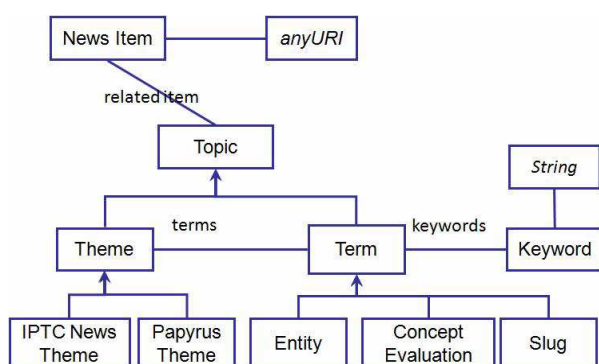 News Item
anyURI
related item
Topic
String
terms
keywords
Theme
Term
Keyword
IPTC News
Theme
Papyrus
Theme
Entity
Concept
Evaluation
Slug